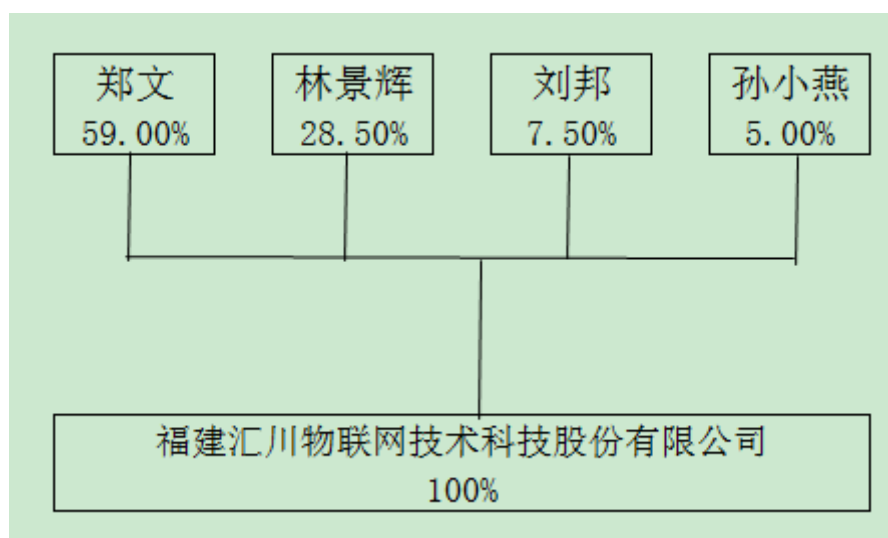 郑文
59.00%
林景辉
28.50%
刘邦
7.50%
孙小燕
5.00%
福建汇川物联网技术科技股份有限公司
100%